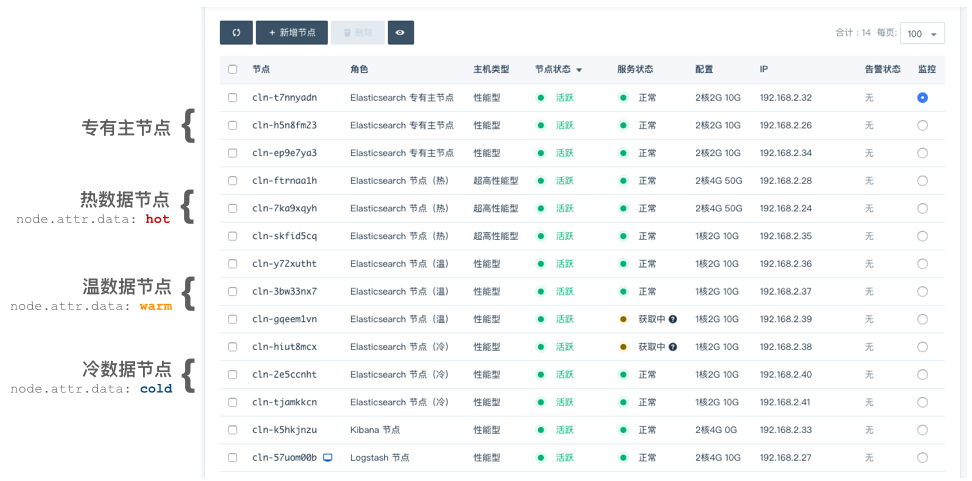 + 新增节点 删除 合计 : 14 每页: 100
节点 角色 主机类型 节点状态 服务状态 配置 IP 告警状态 监控
cln-t7nnyadn Elasticsearch 专有主节点 性能型 活跃 正常 2核2G 10G 192.168.2.32 无
专有主节点 {
cln-h5n8fm23 Elasticsearch 专有主节点 性能型 活跃 正常 2核2G 10G 192.168.2.26 无
cln-ep9e7ya3 Elasticsearch 专有主节点 性能型 活跃 正常 2核2G 10G 192.168.2.34 无
cln-ftrnaa1h Elasticsearch 节点（热） 超高性能型 活跃 正常 2核4G 50G 192.168.2.28 无
热数据节点 {
node.attr.data: hot
cln-7ka9xqyh Elasticsearch 节点（热） 超高性能型 活跃 正常 2核4G 50G 192.168.2.24 无
cln-skfid5cq Elasticsearch 节点（热） 超高性能型 活跃 正常 1核2G 10G 192.168.2.35 无
cln-y72xutht Elasticsearch 节点（温） 性能型 活跃 正常 1核2G 10G 192.168.2.36 无
温数据节点 {
node.attr.data: warm
cln-3bw33nx7 Elasticsearch 节点（温） 性能型 活跃 正常 1核2G 10G 192.168.2.37 无
cln-gqeem1vn Elasticsearch 节点（温） 性能型 活跃 获取中 ? 1核2G 10G 192.168.2.39 无
cln-hiut8mcx Elasticsearch 节点（冷） 性能型 活跃 获取中 ? 1核2G 10G 192.168.2.38 无
冷数据节点 {
node.attr.data: cold
cln-2e5ccnht Elasticsearch 节点（冷） 性能型 活跃 正常 1核2G 10G 192.168.2.40 无
cln-tjamkkcn Elasticsearch 节点（冷） 性能型 活跃 正常 1核2G 10G 192.168.2.41 无
cln-k5hkjnzu Kibana 节点 性能型 活跃 正常 2核4G 0G 192.168.2.33 无
cln-57uom00b Logstash 节点 性能型 活跃 正常 2核4G 10G 192.168.2.27 无